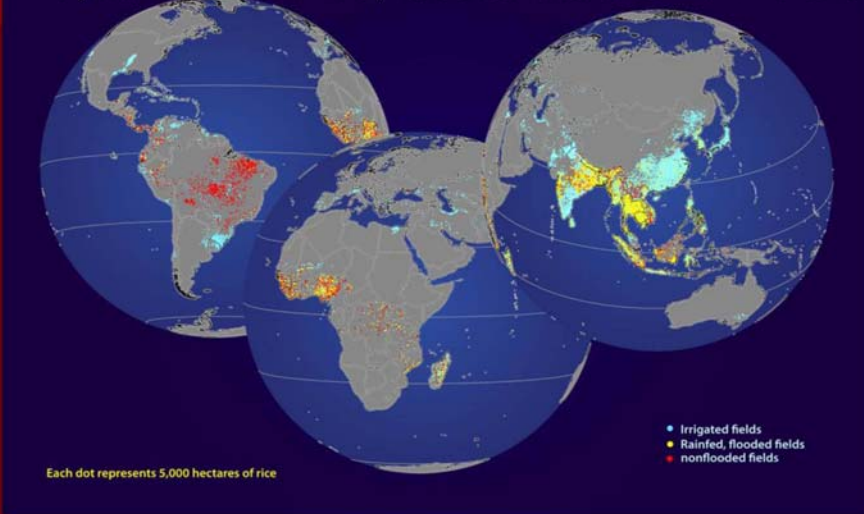 Irrigated fields
Rainfed, flooded fields
nonflooded fields
Each dot represents 5,000 hectares of rice